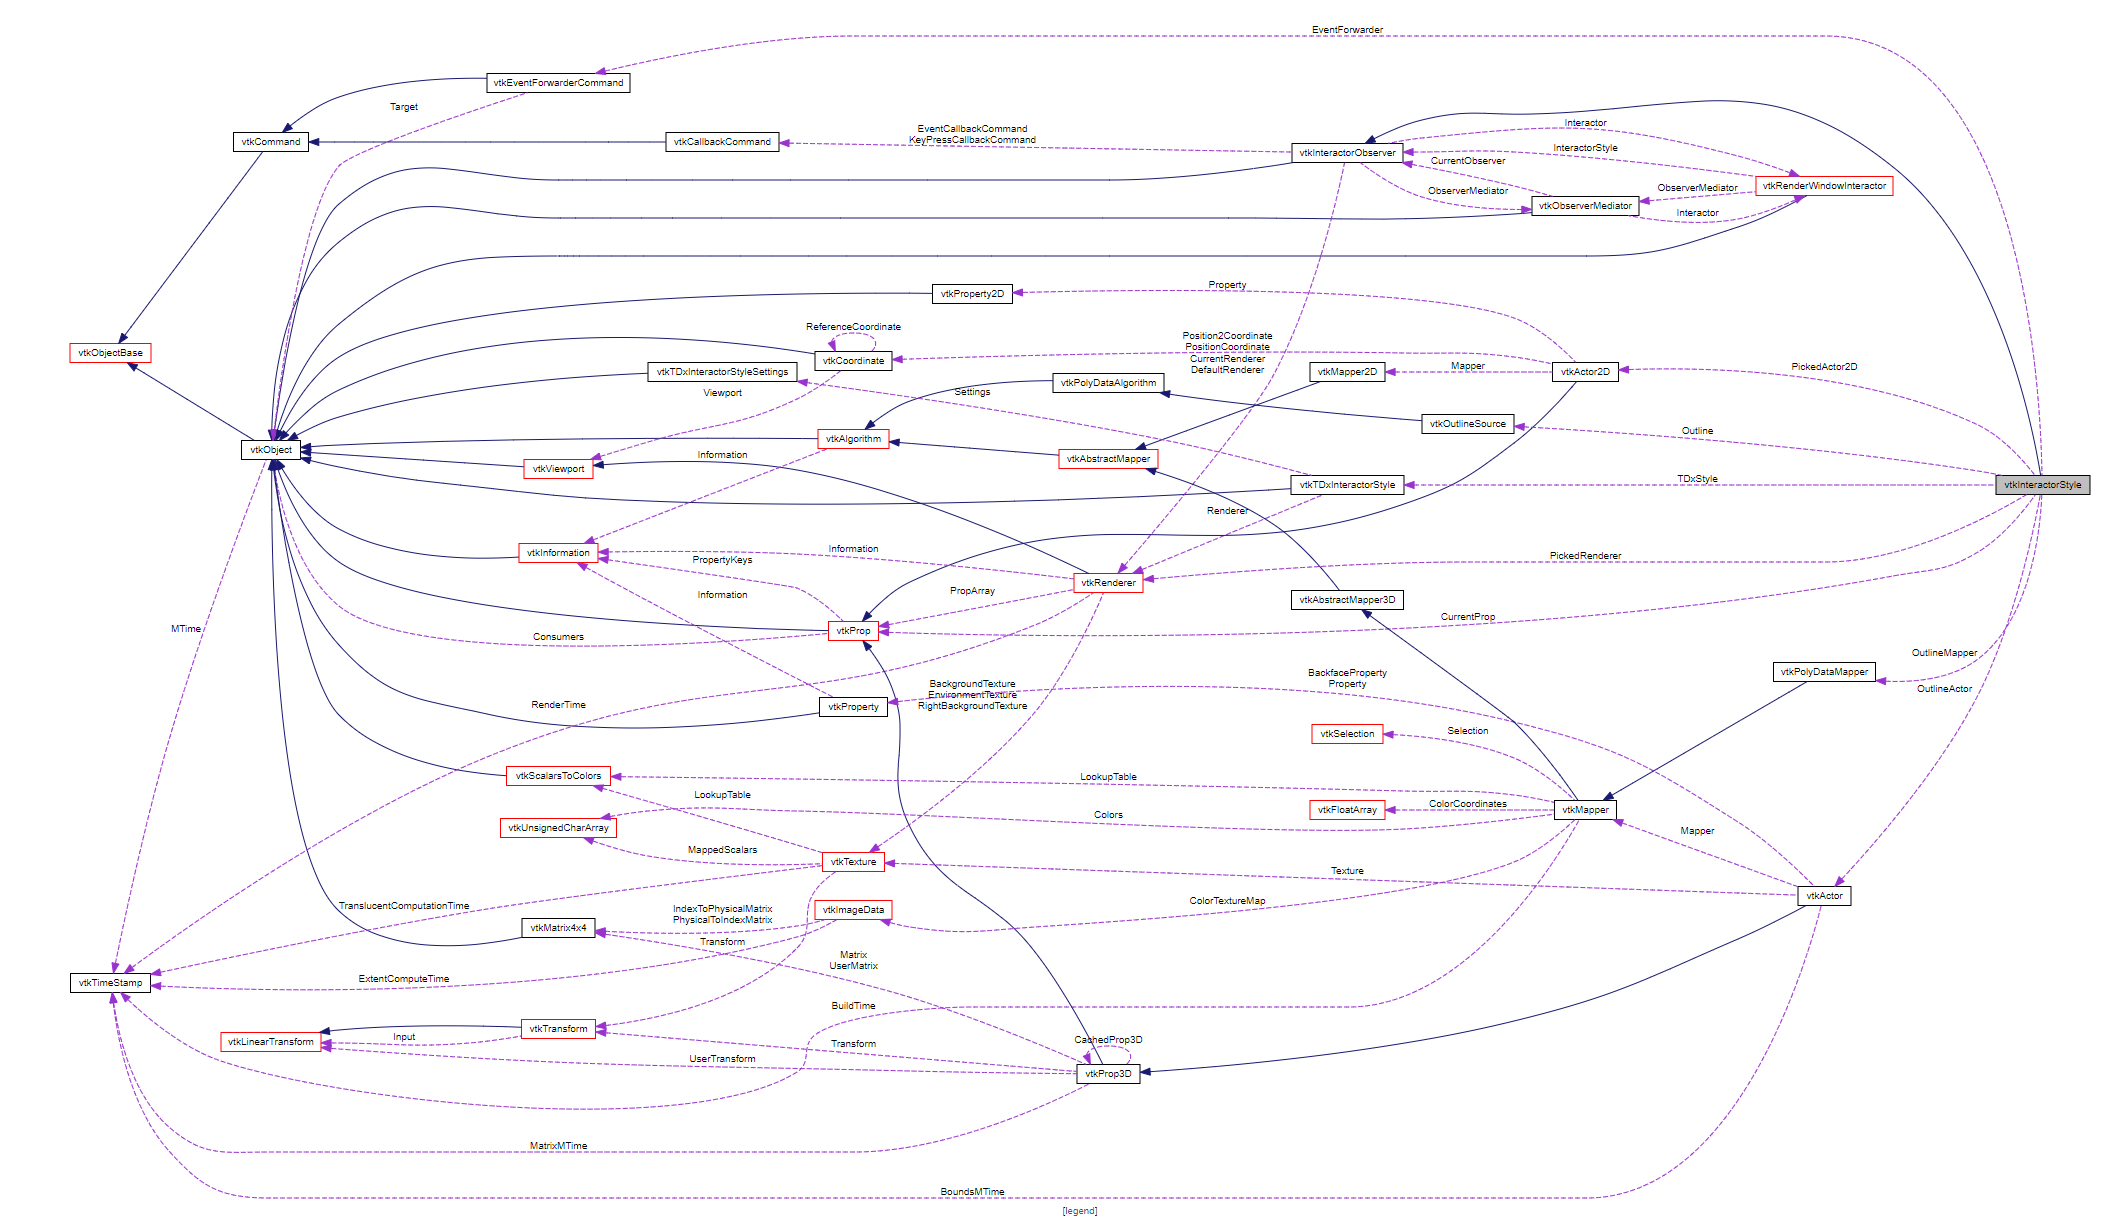 EventForwarder
vtkEventForwarderCommand
Target
vtkCommand
vtkCallbackCommand
EventCallbackCommand
KeyPressCallbackCommand
vtkInteractorObserver
Interactor
InteractorStyle
CurrentObserver
ObserverMediator
vtkObserverMediator
ObserverMediator
Interactor
vtkRenderWindowInteractor
vtkProperty2D
Property
vtkObjectBase
ReferenceCoordinate
vtkCoordinate
Position2Coordinate
PositionCoordinate
CurrentRenderer
DefaultRenderer
vtkTDxInteractorStyleSettings
Viewport
vtkPolyDataAlgorithm
Settings
vtkMapper2D
Mapper
vtkActor2D
PickedActor2D
vtkOutlineSource
Outline
vtkObject
vtkAlgorithm
vtkViewport
Information
vtkAbstractMapper
vtkTDxInteractorStyle
TDxStyle
vtkInteractorStyle
Renderer
vtkInformation
Information
PropertyKeys
PickedRenderer
vtkRenderer
Information
PropArray
vtkAbstractMapper3D
CurrentProp
MTime
Consumers
vtkProp
OutlineMapper
vtkPolyDataMapper
OutlineActor
BackfaceProperty
Property
BackgroundTexture
EnvironmentTexture
RightBackgroundTexture
RenderTime
vtkProperty
vtkSelection
Selection
vtkScalarsToColors
LookupTable
LookupTable
vtkFloatArray
ColorCoordinates
vtkMapper
Colors
vtkUnsignedCharArray
MappedScalars
Mapper
vtkTexture
Texture
vtkActor
TranslucentComputationTime
IndexToPhysicalMatrix
PhysicalToIndexMatrix
vtkImageData
ColorTextureMap
vtkMatrix4x4
Transform
Matrix
UserMatrix
vtkTimeStamp
ExtentComputeTime
BuildTime
vtkTransform
vtkLinearTransform
Input
Transform
CachedProp3D
UserTransform
vtkProp3D
MatrixMTime
BoundsMTime
[legend]